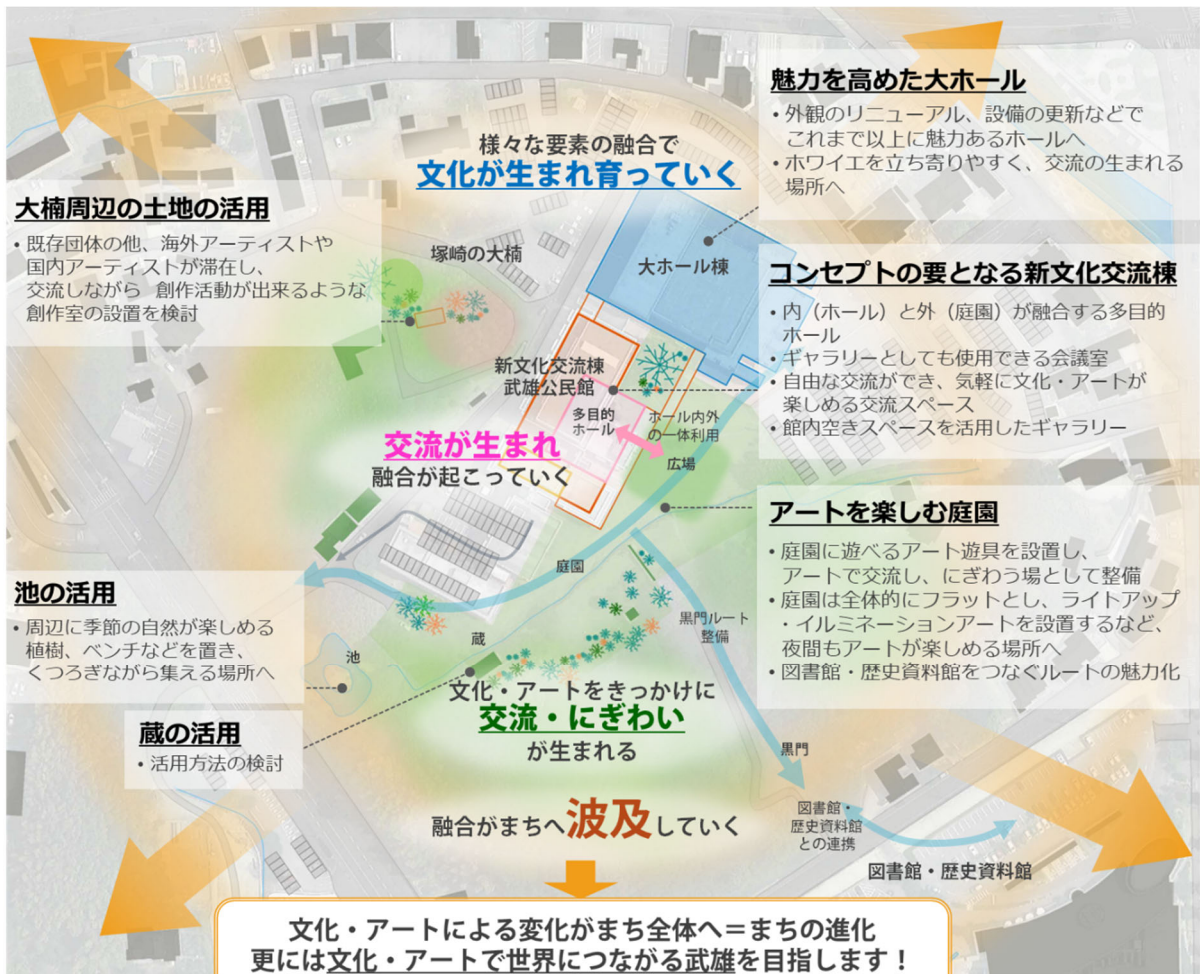 様々な要素の融合で
文化が生まれ育っていく
魅力を高めた大ホール
・外観のリニューアル、設備の更新などで
これまで以上に魅力あるホールへ
・ホワイエを立ち寄りやすく、交流の生まれる
場所へ
大楠周辺の土地の活用
・既存団体の他、海外アーティストや
国内アーティストが滞在し、
交流しながら 創作活動が出来るような
創作室の設置を検討
塚崎の大楠
大ホール棟
コンセプトの要となる新文化交流棟
・内（ホール）と外（庭園）が融合する多目的
ホール
・ギャラリーとしても使用できる会議室
・自由な交流ができ、気軽に文化・アートが
楽しめる交流スペース
・館内空きスペースを活用したギャラリー
新文化交流棟
武雄公民館
多目的
ホール
ホール内外
の一体利用
広場
交流が生まれ
融合が起こっていく
アートを楽しむ庭園
・庭園に遊べるアート遊具を設置し、
アートで交流し、にぎわう場として整備
・庭園は全体的にフラットとし、ライトアップ
・イルミネーションアートを設置するなど、
夜間もアートが楽しめる場所へ
・図書館・歴史資料館をつなぐルートの魅力化
庭園
池の活用
・周辺に季節の自然が楽しめる
植樹、ベンチなどを置き、
くつろぎながら集える場所へ
池
蔵
黒門ルート
整備
蔵の活用
・活用方法の検討
文化・アートをきっかけに
交流・にぎわい
が生まれる
黒門
融合がまちへ波及していく
図書館・
歴史資料館
との連携
図書館・歴史資料館
文化・アートによる変化がまち全体へ＝まちの進化
更には文化・アートで世界につながる武雄を目指します！